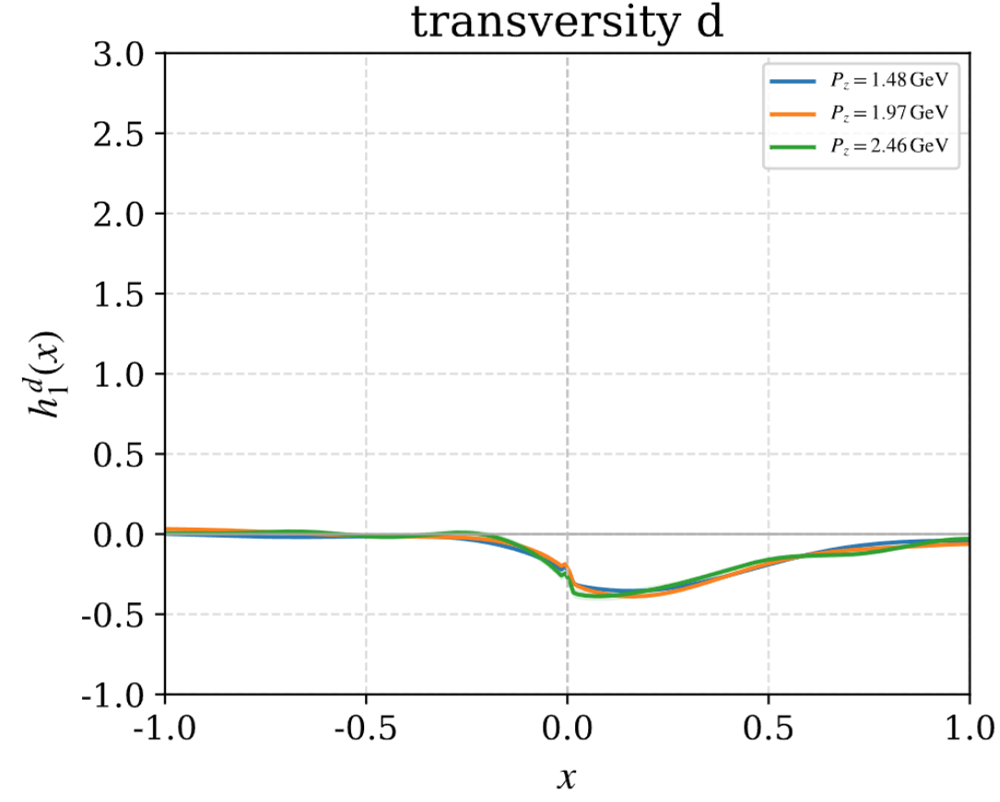 transversity d
3.0
2.5
2.0
1.5
1.0
0.5
0.0
-0.5
-1.0
-1.0 -0.5 0.0 0.5 1.0
x
h₁ᵈ(x)
P_z = 1.48 GeV
P_z = 1.97 GeV
P_z = 2.46 GeV